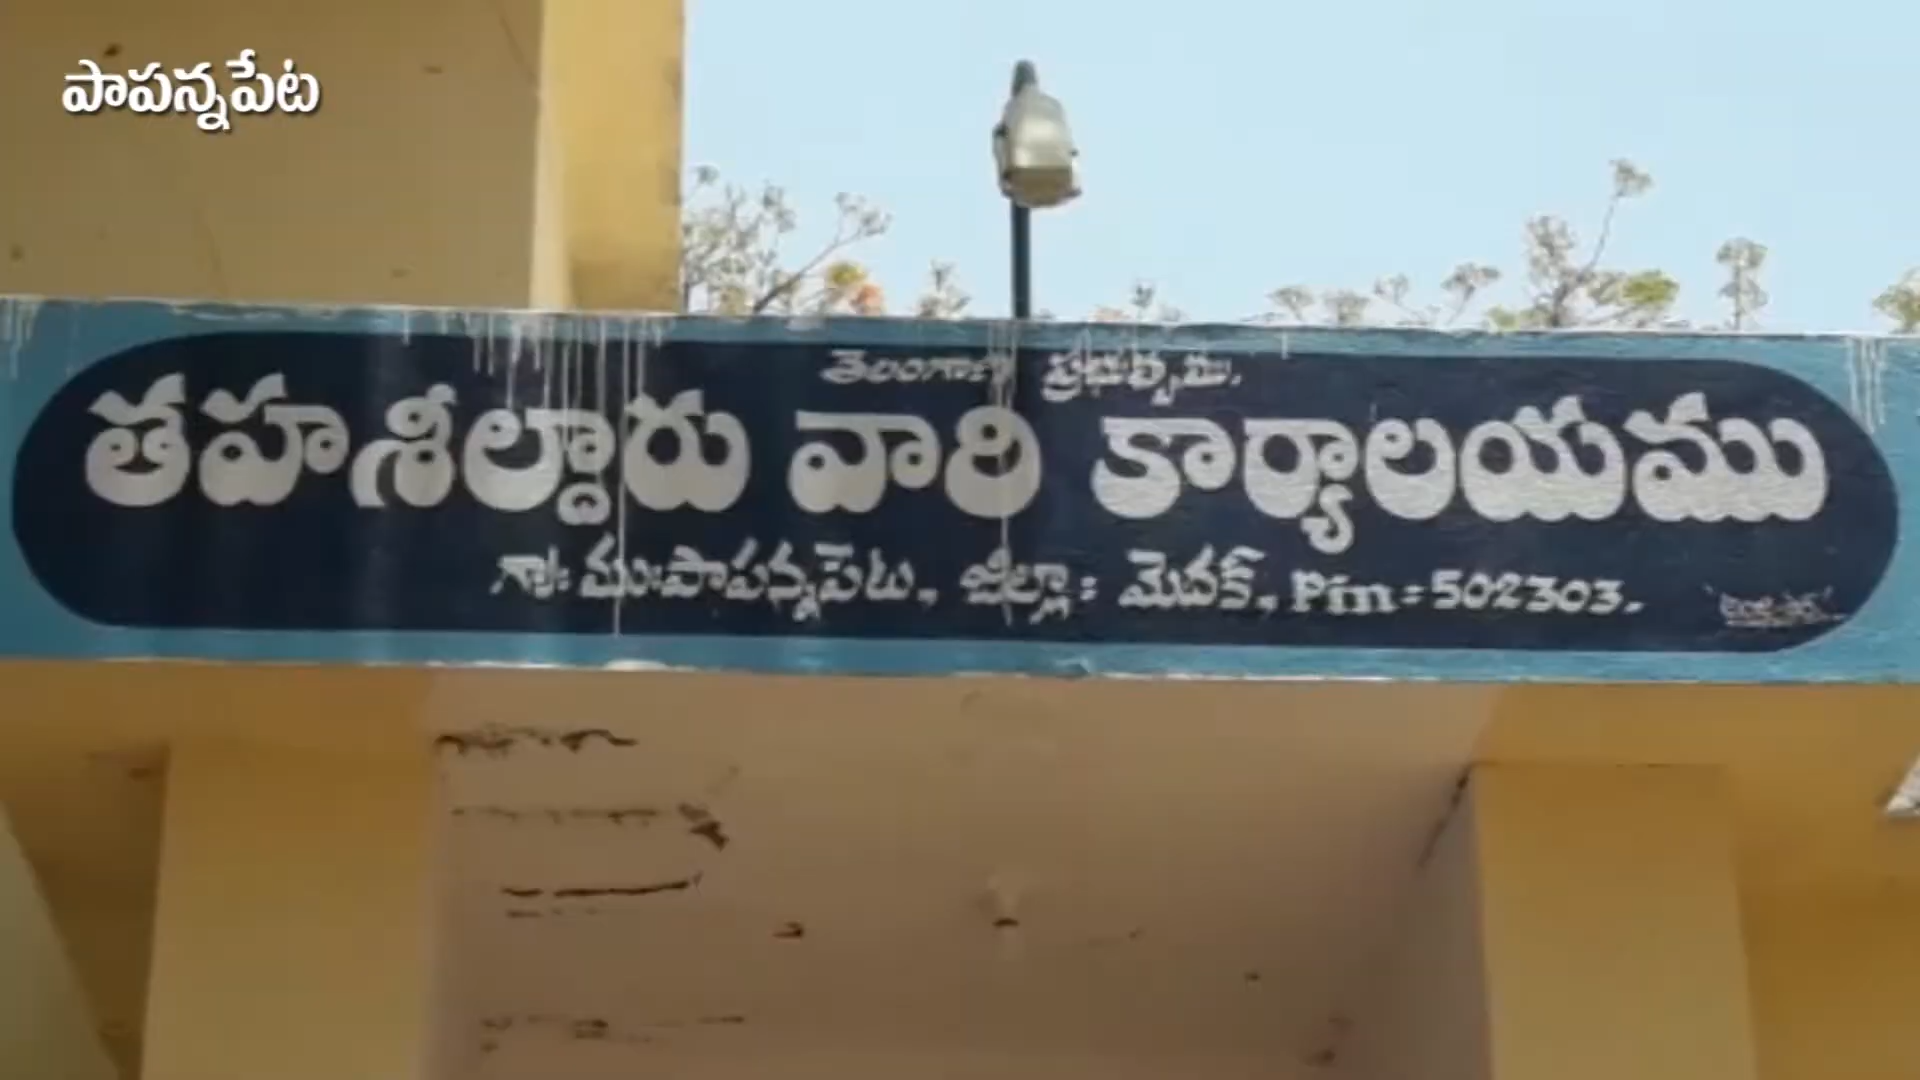 పాపన్నపేట
తెలంగాణ ప్రభుత్వము.
తహశీల్దారు వారి కార్యాలయము
గ్రా: మం:పాపన్నపేట, జిల్లా: మెదక్, Pin=502303.